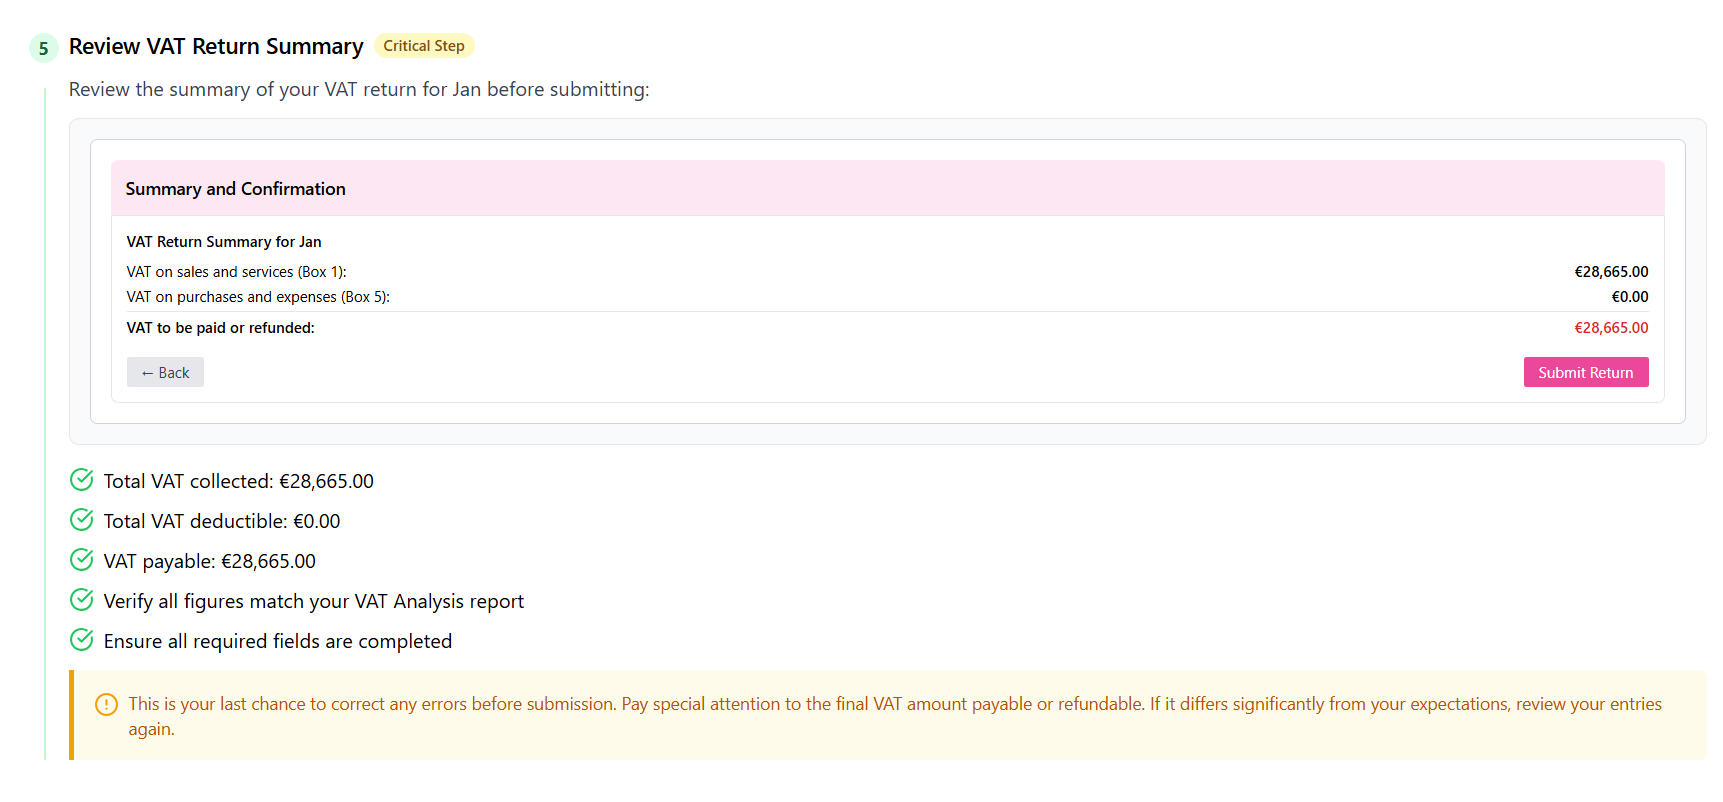 5 Review VAT Return Summary Critical Step
Review the summary of your VAT return for Jan before submitting:
Summary and Confirmation
VAT Return Summary for Jan
VAT on sales and services (Box 1): €28,665.00
VAT on purchases and expenses (Box 5): €0.00
VAT to be paid or refunded: €28,665.00
← Back Submit Return
Total VAT collected: €28,665.00
Total VAT deductible: €0.00
VAT payable: €28,665.00
Verify all figures match your VAT Analysis report
Ensure all required fields are completed
This is your last chance to correct any errors before submission. Pay special attention to the final VAT amount payable or refundable. If it differs significantly from your expectations, review your entries
again.